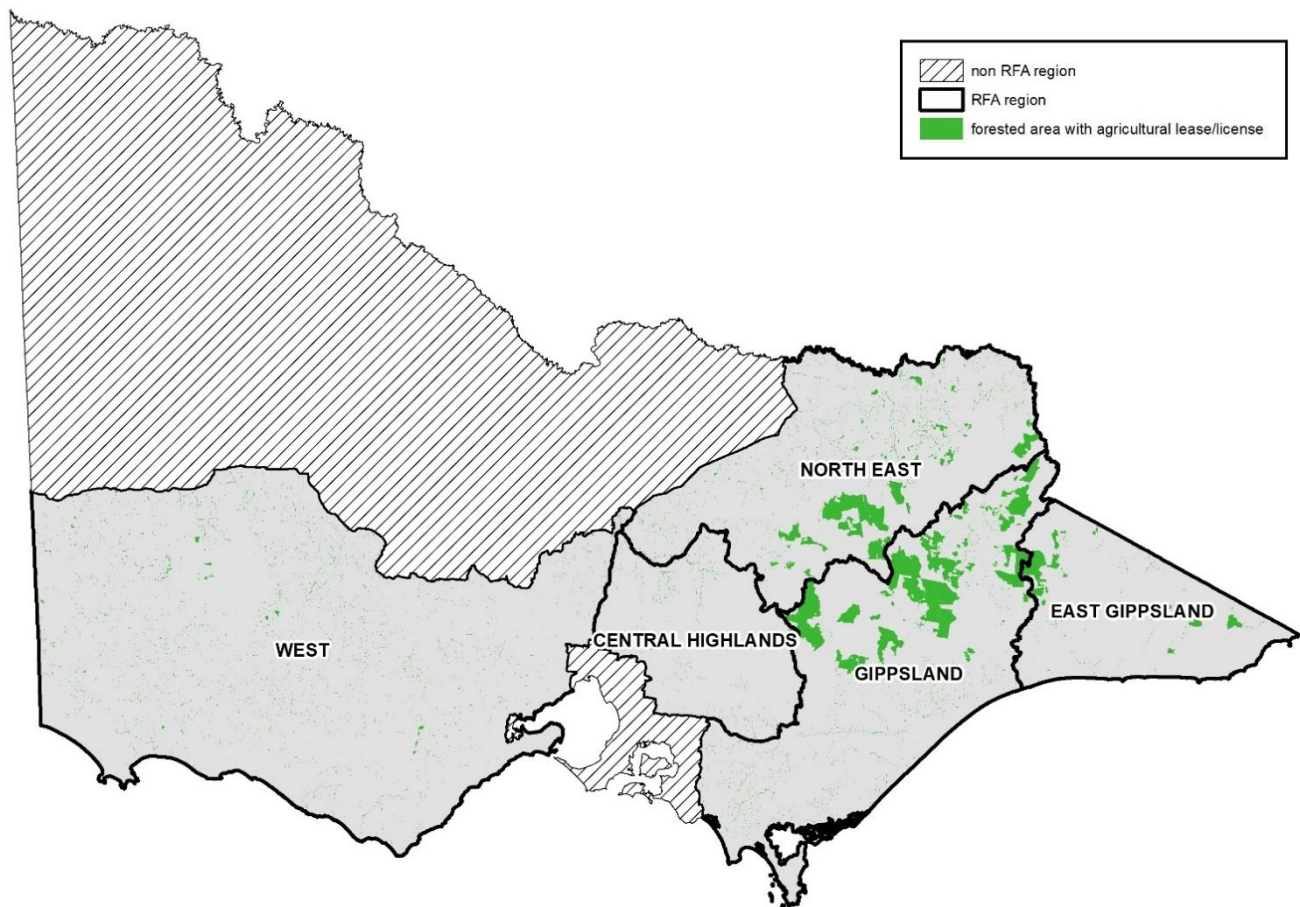 non RFA region
RFA region
forested area with agricultural lease/license
NORTH EAST
EAST GIPPSLAND
CENTRAL HIGHLANDS
WEST
GIPPSLAND